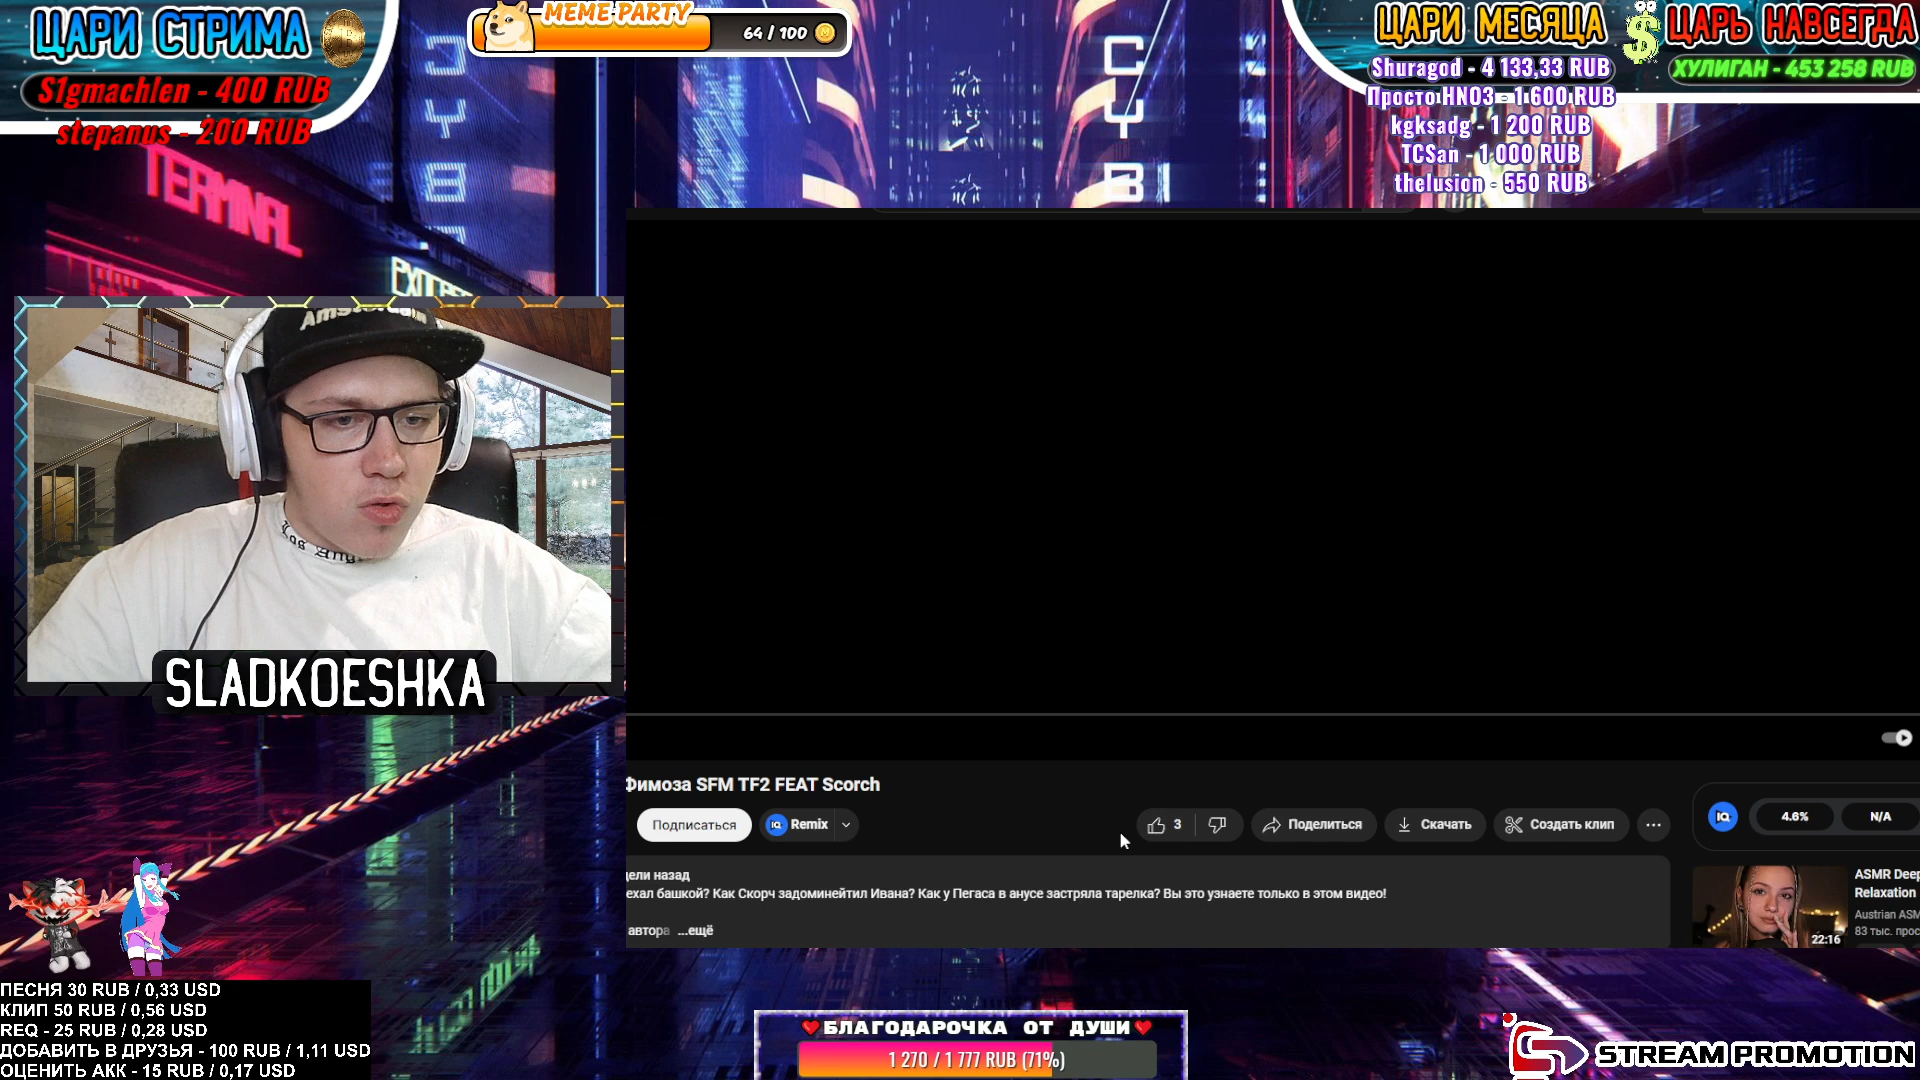 ЦАРИ СТРИМА
S1gmachlen - 400 RUB
stepanus - 200 RUB
MEME PARTY
64 / 100
ЦАРИ МЕСЯЦА
Shuragod - 4 133,33 RUB
Просто HNO3 - 1 600 RUB
kgksadg - 1 200 RUB
TCSan - 1 000 RUB
thelusion - 550 RUB
ЦАРЬ НАВСЕГДА
ХУЛИГАН - 453 258 RUB
TERMINAL
Amsterdam
Los Ang
SLADKOESHKA
Фимоза SFM TF2 FEAT Scorch
Подписаться
IQ Remix
3
Поделиться
Скачать
Создать клип
IQ 4.6% N/A
дели назад
ехал башкой? Как Скорч задоминейтил Ивана? Как у Пегаса в анусе застряла тарелка? Вы это узнаете только в этом видео!
автора ...ещё
22:16
ASMR Deep
Relaxation
Austrian ASM
83 тыс. прос
ПЕСНЯ 30 RUB / 0,33 USD
КЛИП 50 RUB / 0,56 USD
REQ - 25 RUB / 0,28 USD
ДОБАВИТЬ В ДРУЗЬЯ - 100 RUB / 1,11 USD
ОЦЕНИТЬ АКК - 15 RUB / 0,17 USD
БЛАГОДАРОЧКА ОТ ДУШИ
1 270 / 1 777 RUB (71%)
STREAM PROMOTION